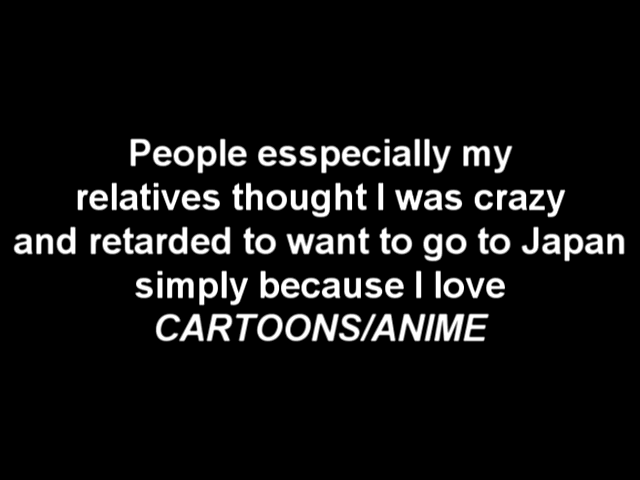 People esspecially my
relatives thought I was crazy
and retarded to want to go to Japan
simply because I love
CARTOONS/ANIME